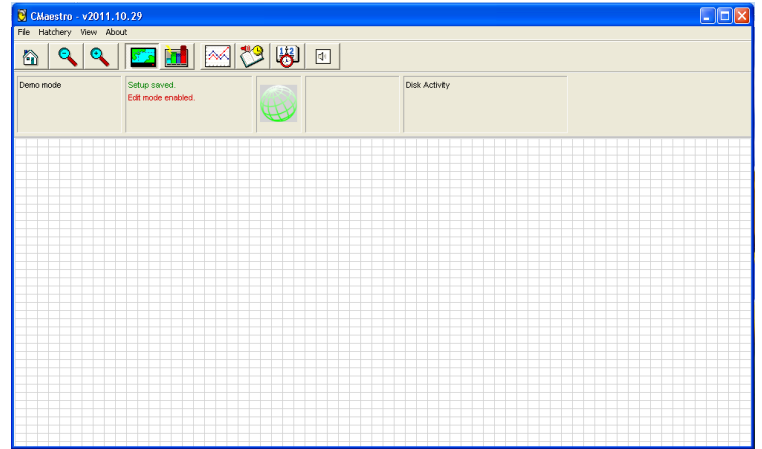 CMaestro - v2011.10.29
File Hatchery View About
Demo mode
Setup saved.
Edit mode enabled.
Disk Activity